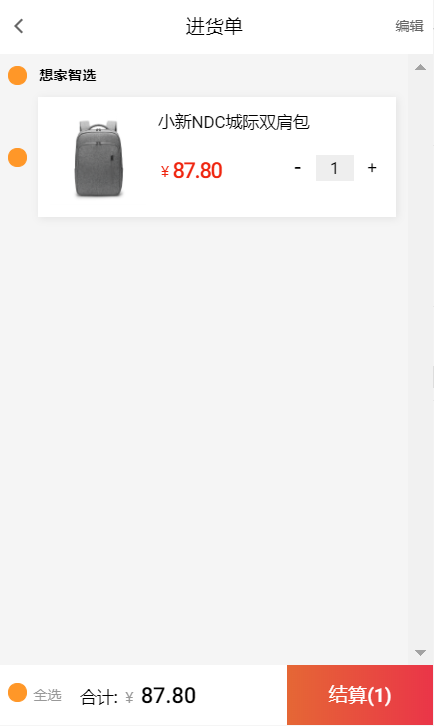 进货单 编辑
想家智选
小新NDC城际双肩包
¥ 87.80 - 1 +
全选 合计: ¥ 87.80 结算(1)